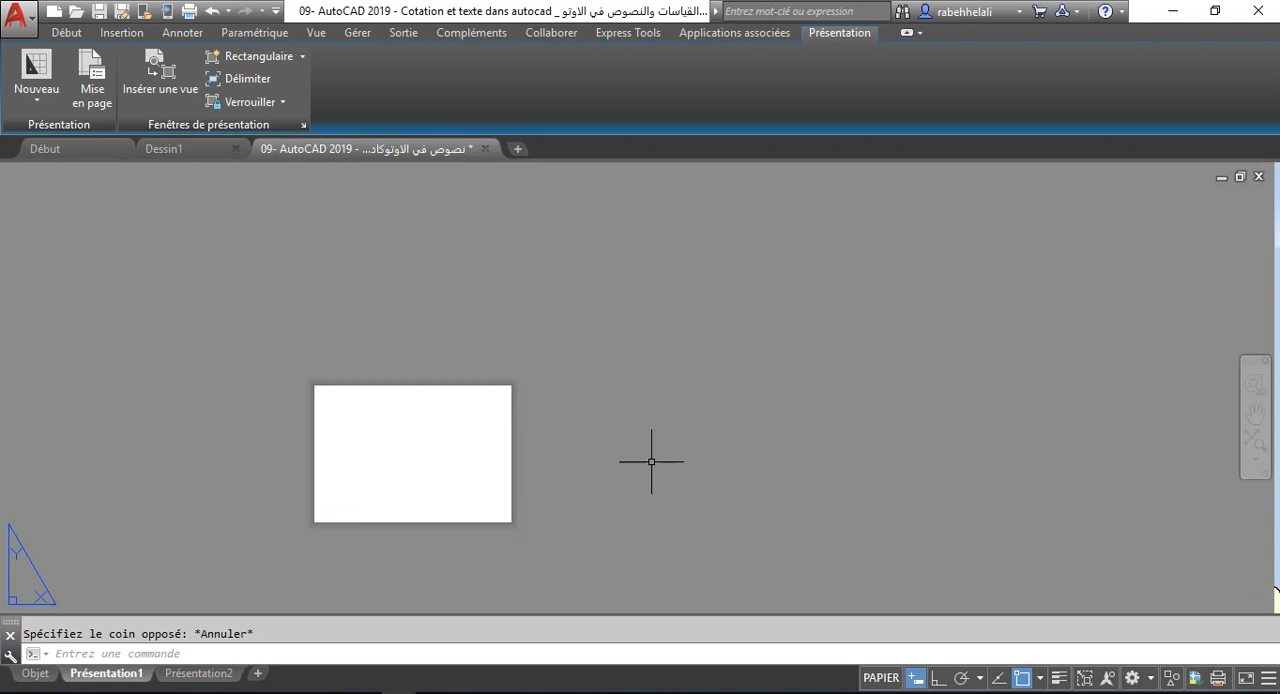 09- AutoCAD 2019 - Cotation et texte dans autocad _ القياسات والنصوص في الاوتو...
Entrez mot-clé ou expression
rabehhelali
Début Insertion Annoter Paramétrique Vue Gérer Sortie Compléments Collaborer Express Tools Applications associées Présentation
Nouveau
Mise en page
Insérer une vue
Rectangulaire
Délimiter
Verrouiller
Présentation
Fenêtres de présentation
Début
Dessin1
09- AutoCAD 2019 - ...نصوص في الاوتوكاد *
Y
X
Spécifiez le coin opposé: *Annuler*
Entrez une commande
Objet Présentation1 Présentation2
PAPIER